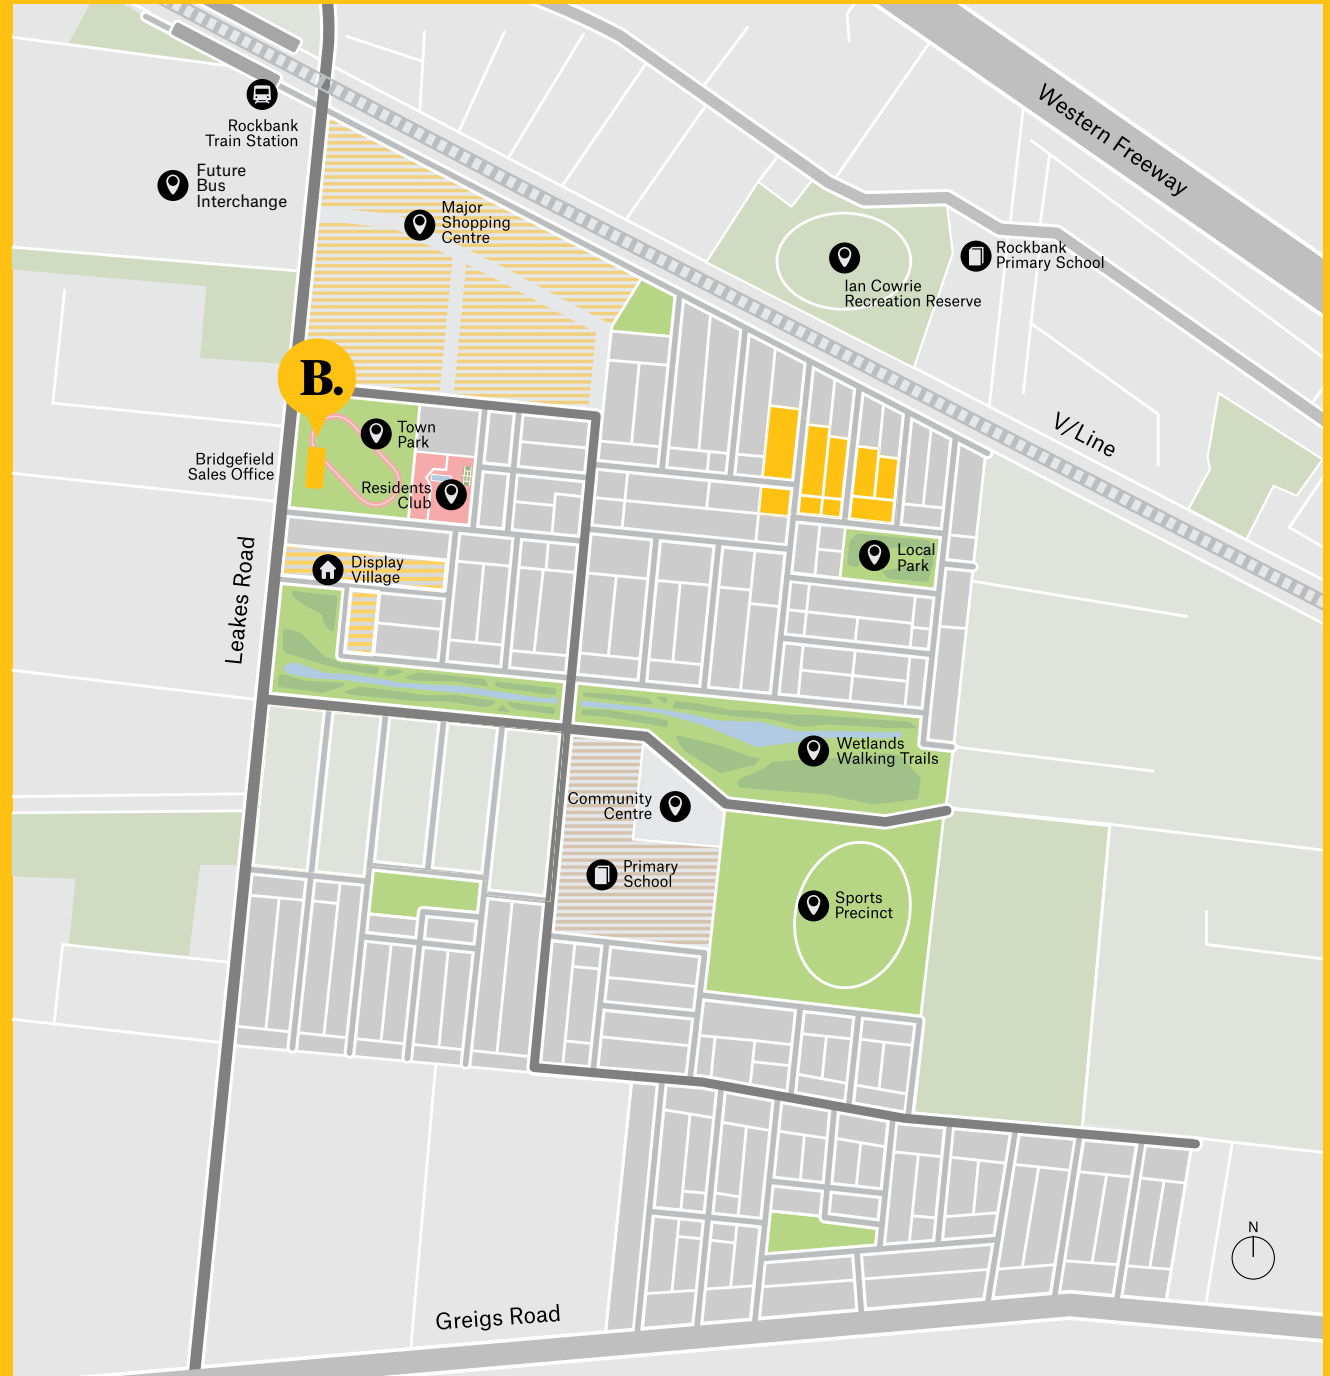 Western Freeway
Rockbank
Train Station
Future
Bus
Interchange
Major
Shopping
Centre
Rockbank
Primary School
Ian Cowrie
Recreation Reserve
B.
V/Line
Town
Park
Bridgefield
Sales Office
Residents
Club
Leakes Road
Display
Village
Local
Park
Wetlands
Walking Trails
Community
Centre
Primary
School
Sports
Precinct
N
Greigs Road